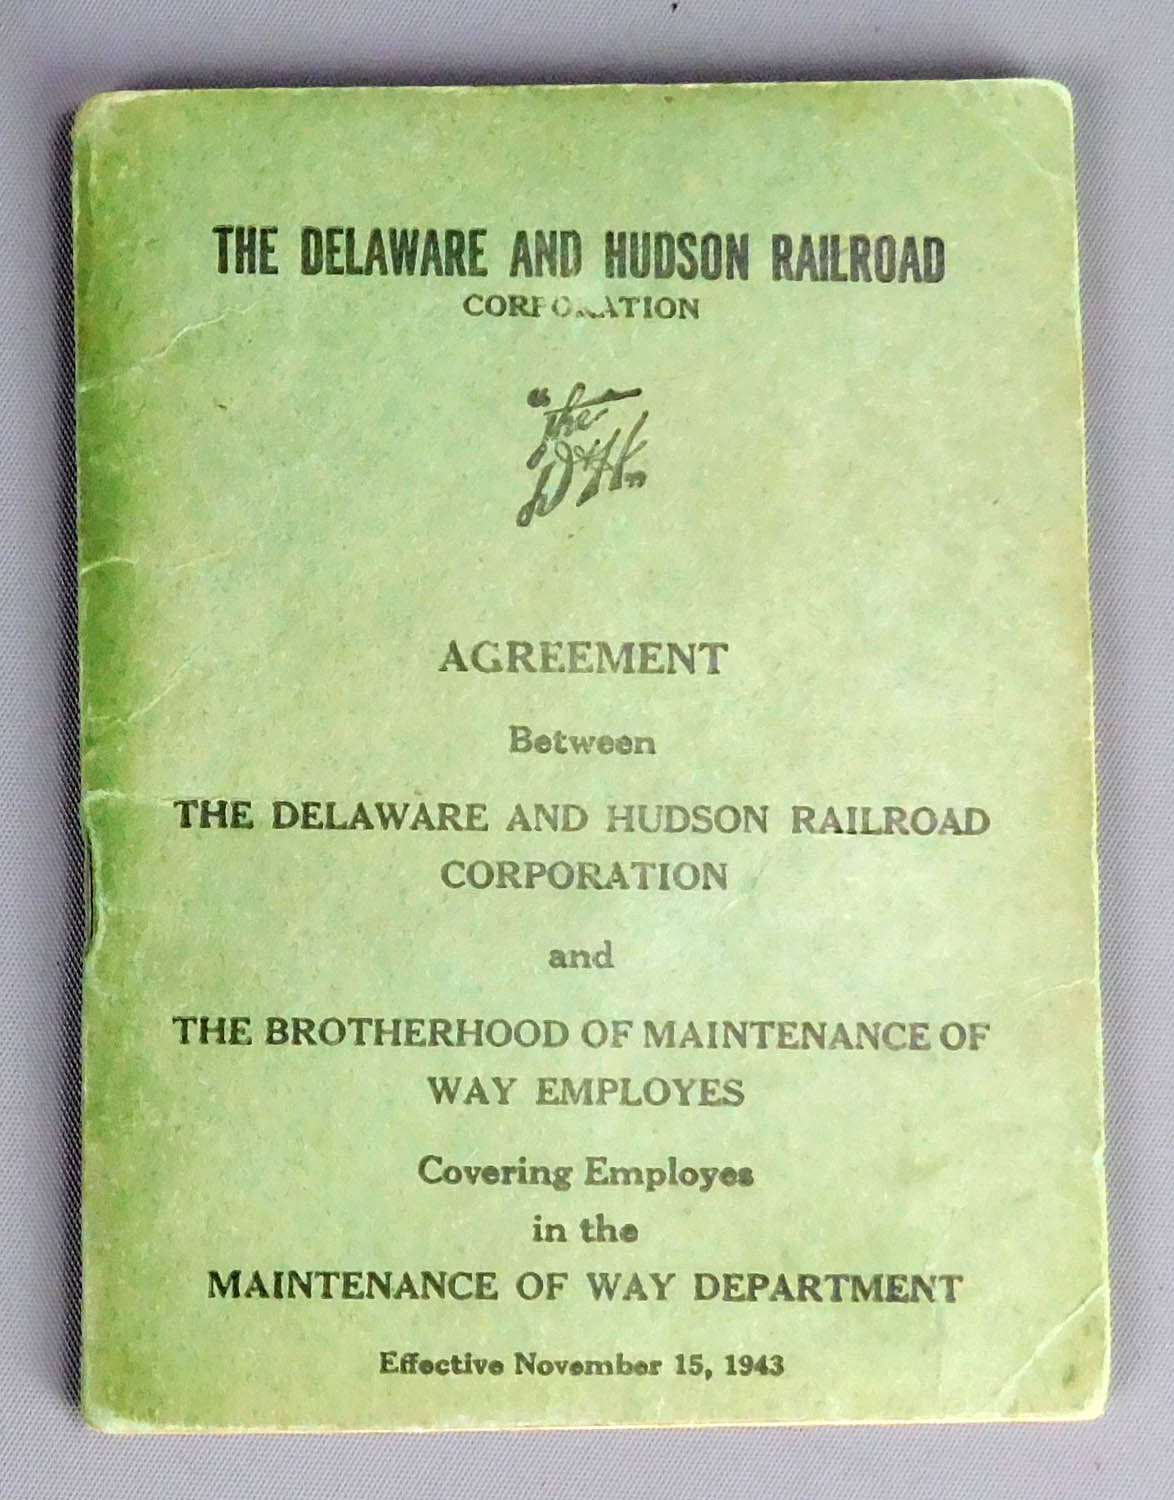 THE DELAWARE AND HUDSON RAILROAD
CORPORATION
"The
D&H"
AGREEMENT
Between
THE DELAWARE AND HUDSON RAILROAD
CORPORATION
and
THE BROTHERHOOD OF MAINTENANCE OF
WAY EMPLOYES
Covering Employes
in the
MAINTENANCE OF WAY DEPARTMENT
Effective November 15, 1943